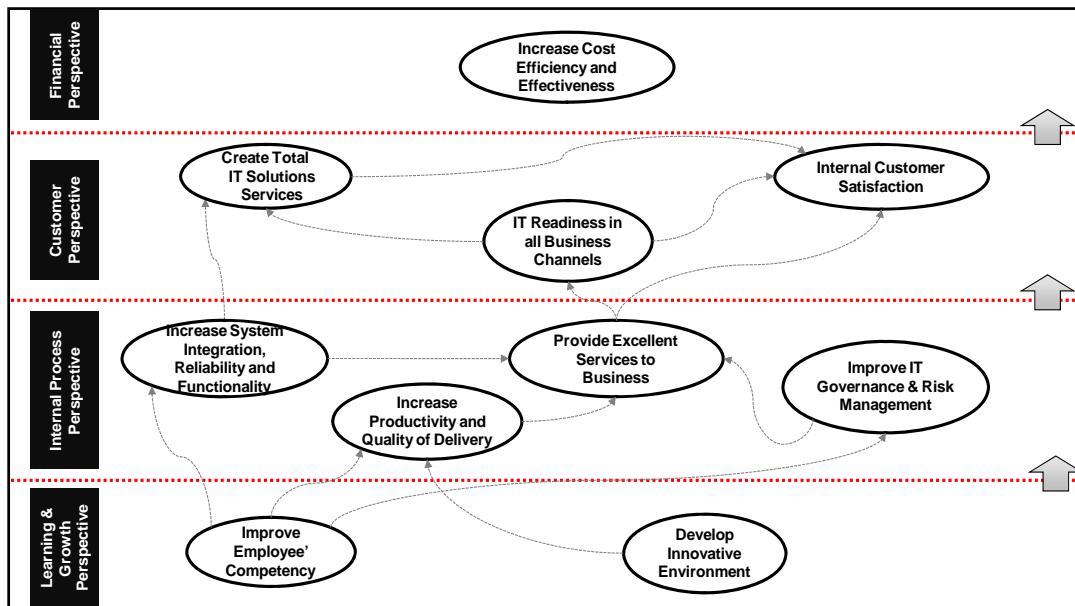 Financial
Perspective
Increase Cost
Efficiency and
Effectiveness
Customer
Perspective
Create Total
IT Solutions
Services
Internal Customer
Satisfaction
IT Readiness in
all Business
Channels
Internal Process
Perspective
Increase System
Integration,
Reliability and
Functionality
Provide Excellent
Services to
Business
Improve IT
Governance & Risk
Management
Increase
Productivity and
Quality of Delivery
Learning &
Growth
Perspective
Improve
Employee’
Competency
Develop
Innovative
Environment